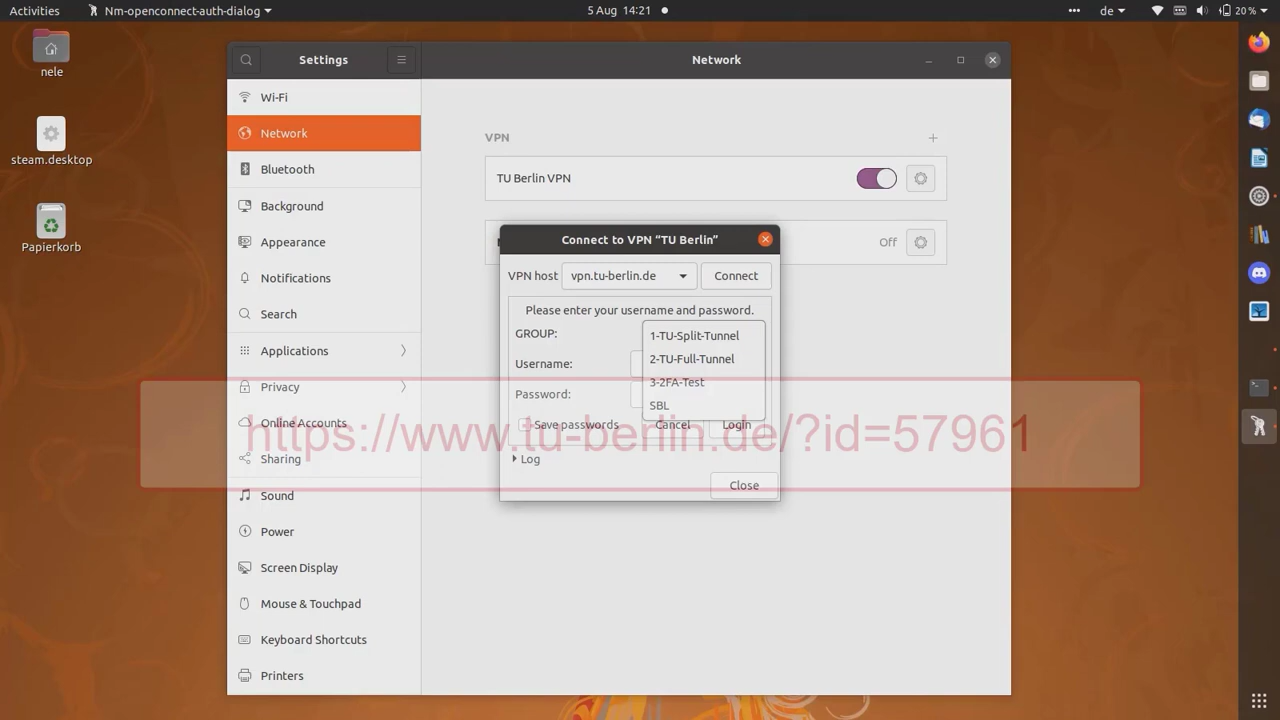 Activities
Nm-openconnect-auth-dialog
5 Aug 14:21
de
20 %
nele
steam.desktop
Papierkorb
Settings
Network
Wi-Fi
Network
Bluetooth
Background
Appearance
Notifications
Search
Applications
Privacy
Online Accounts
Sharing
Sound
Power
Screen Display
Mouse & Touchpad
Keyboard Shortcuts
Printers
VPN
TU Berlin VPN
Off
Connect to VPN “TU Berlin”
VPN host
vpn.tu-berlin.de
Connect
Please enter your username and password.
GROUP:
1-TU-Split-Tunnel
2-TU-Full-Tunnel
3-2FA-Test
SBL
Username:
Password:
Save passwords
Cancel
Login
Log
Close
https://www.tu-berlin.de/?id=57961